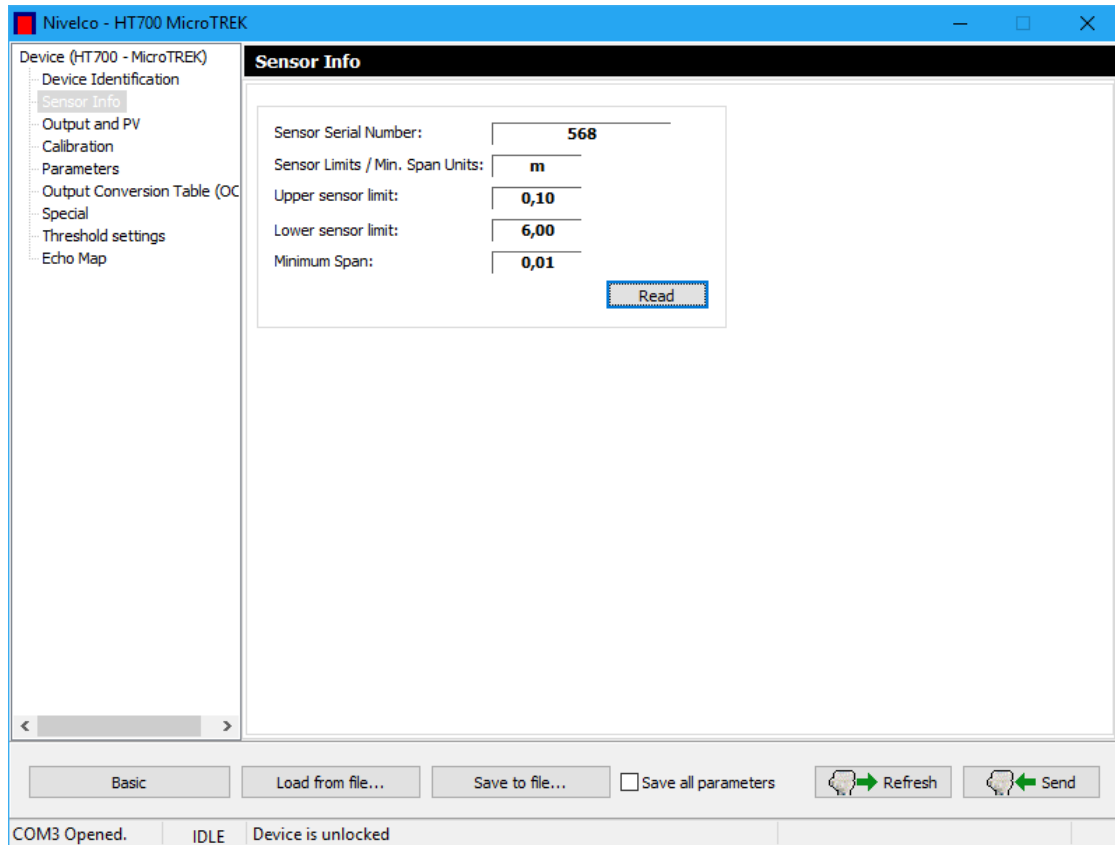 Nivelco - HT700 MicroTREK
Device (HT700 - MicroTREK)
Device Identification
Sensor Info
Output and PV
Calibration
Parameters
Output Conversion Table (OC
Special
Threshold settings
Echo Map
Sensor Info
Sensor Serial Number: 568
Sensor Limits / Min. Span Units: m
Upper sensor limit: 0,10
Lower sensor limit: 6,00
Minimum Span: 0,01
Read
Basic Load from file... Save to file... Save all parameters Refresh Send
COM3 Opened. IDLE Device is unlocked